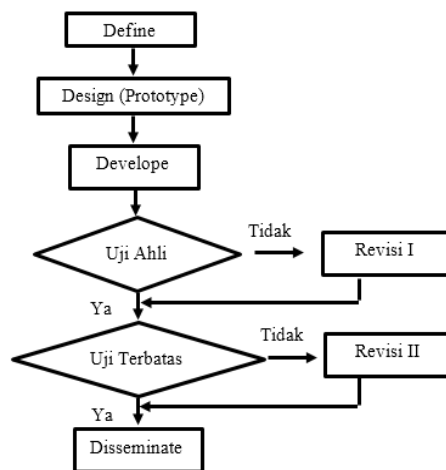 Define
Design (Prototype)
Develope
Uji Ahli
Tidak
Revisi I
Ya
Uji Terbatas
Tidak
Revisi II
Ya
Disseminate